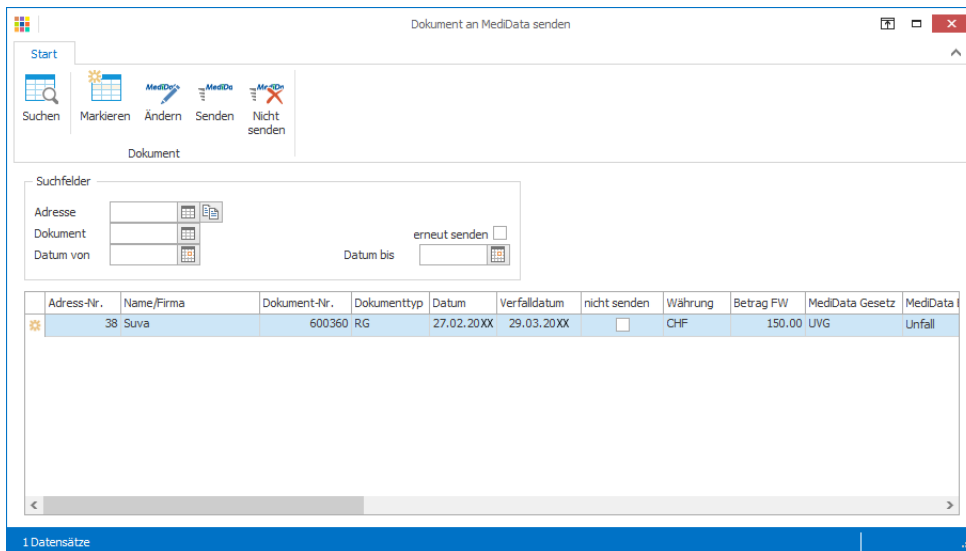 Dokument an MediData senden
Start
Suchen Markieren Ändern Senden Nicht senden
Dokument
Suchfelder
Adresse
Dokument erneut senden
Datum von Datum bis
Adress-Nr. Name/Firma Dokument-Nr. Dokumenttyp Datum Verfalldatum nicht senden Währung Betrag FW MediData Gesetz MediData
38 Suva 600360 RG 27.02.20XX 29.03.20XX CHF 150.00 UVG Unfall
1 Datensätze